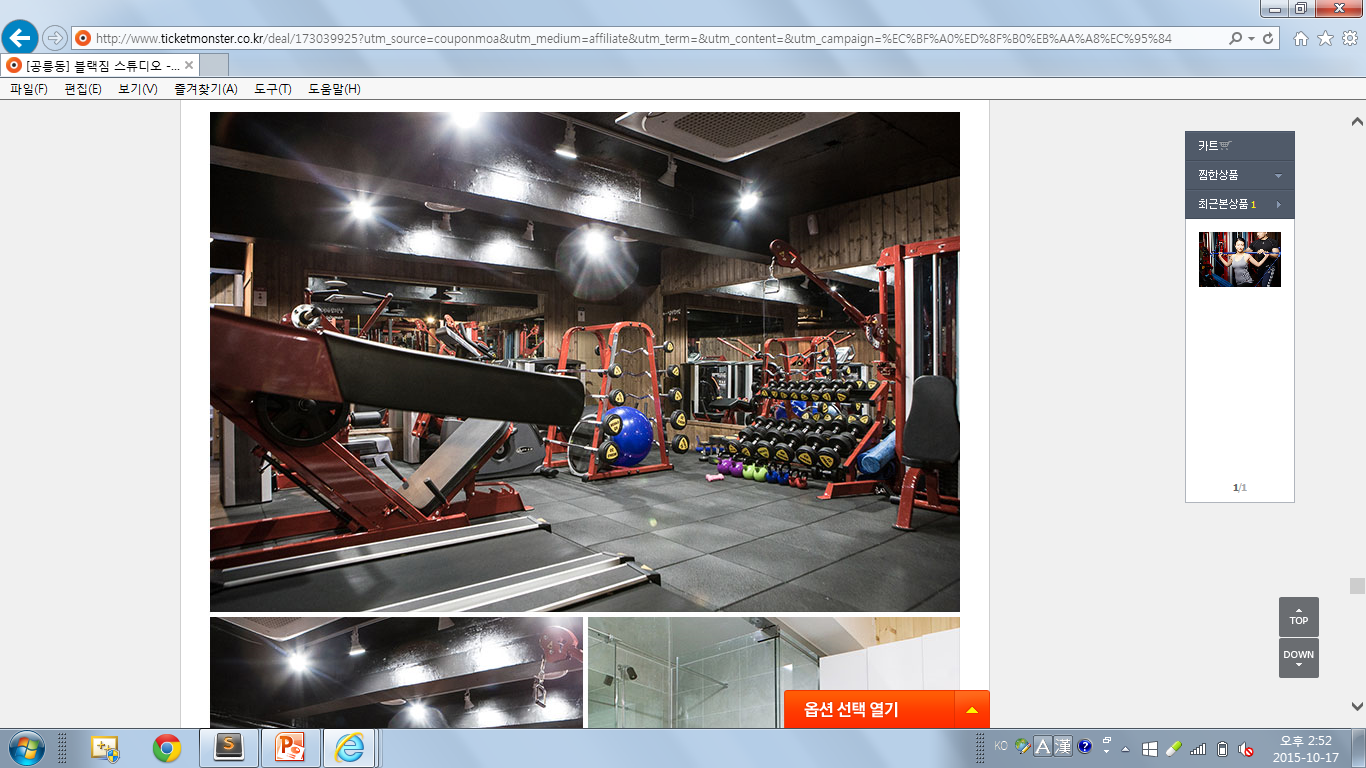 http://www.ticketmonster.co.kr/deal/173039925?utm_source=couponmoa&utm_medium=affiliate&utm_term=&utm_content=&utm_campaign=%EC%BF%A0%ED%8F%B0%EB%AA%A8%EC%95%84
[공릉동] 블랙짐 스튜디오 -...
파일(F) 편집(E) 보기(V) 즐겨찾기(A) 도구(T) 도움말(H)
카트
찜한상품
최근본상품 1
1/1
TOP
DOWN
옵션 선택 열기
KO A 漢
오후 2:52
2015-10-17